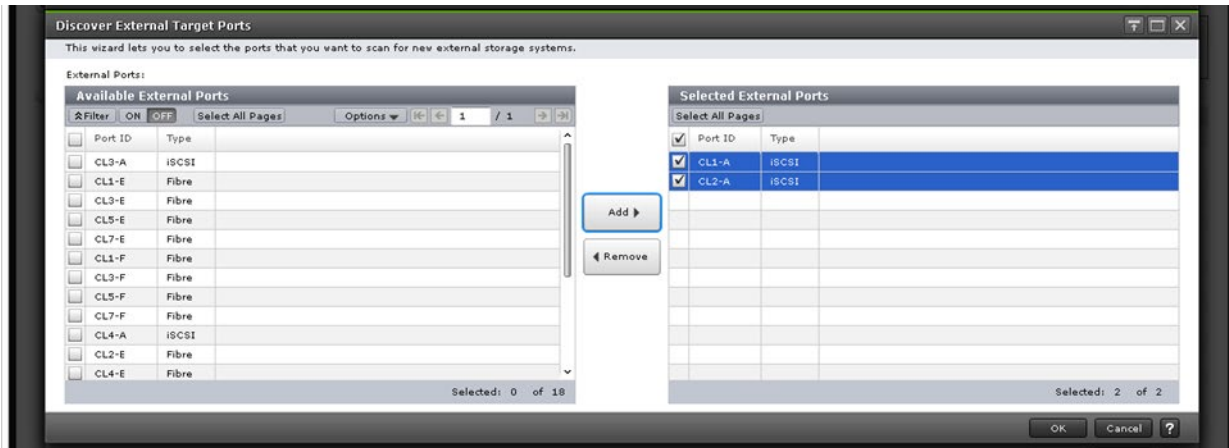 Discover External Target Ports
This wizard lets you to select the ports that you want to scan for new external storage systems.
External Ports:
Available External Ports
Filter ON OFF Select All Pages Options 1 / 1
Port ID Type
CL3-A iSCSI
CL1-E Fibre
CL3-E Fibre
CL5-E Fibre
CL7-E Fibre
CL1-F Fibre
CL3-F Fibre
CL5-F Fibre
CL7-F Fibre
CL4-A iSCSI
CL2-E Fibre
CL4-E Fibre
Selected: 0 of 18
Add
Remove
Selected External Ports
Select All Pages
Port ID Type
CL1-A iSCSI
CL2-A iSCSI
Selected: 2 of 2
OK Cancel ?